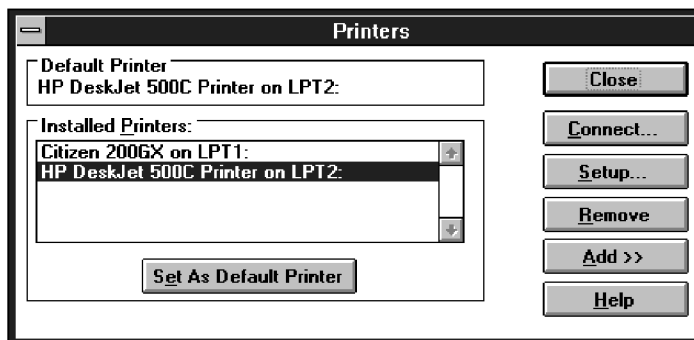 Printers
Default Printer
HP DeskJet 500C Printer on LPT2:
Installed Printers:
Citizen 200GX on LPT1:
HP DeskJet 500C Printer on LPT2:
Set As Default Printer
Close
Connect...
Setup...
Remove
Add >>
Help